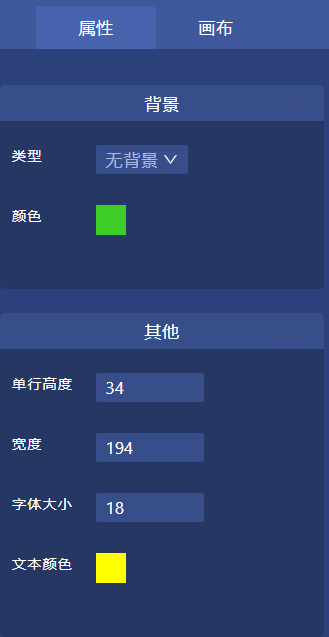 属性 画布
背景
类型 无背景
颜色
其他
单行高度 34
宽度 194
字体大小 18
文本颜色